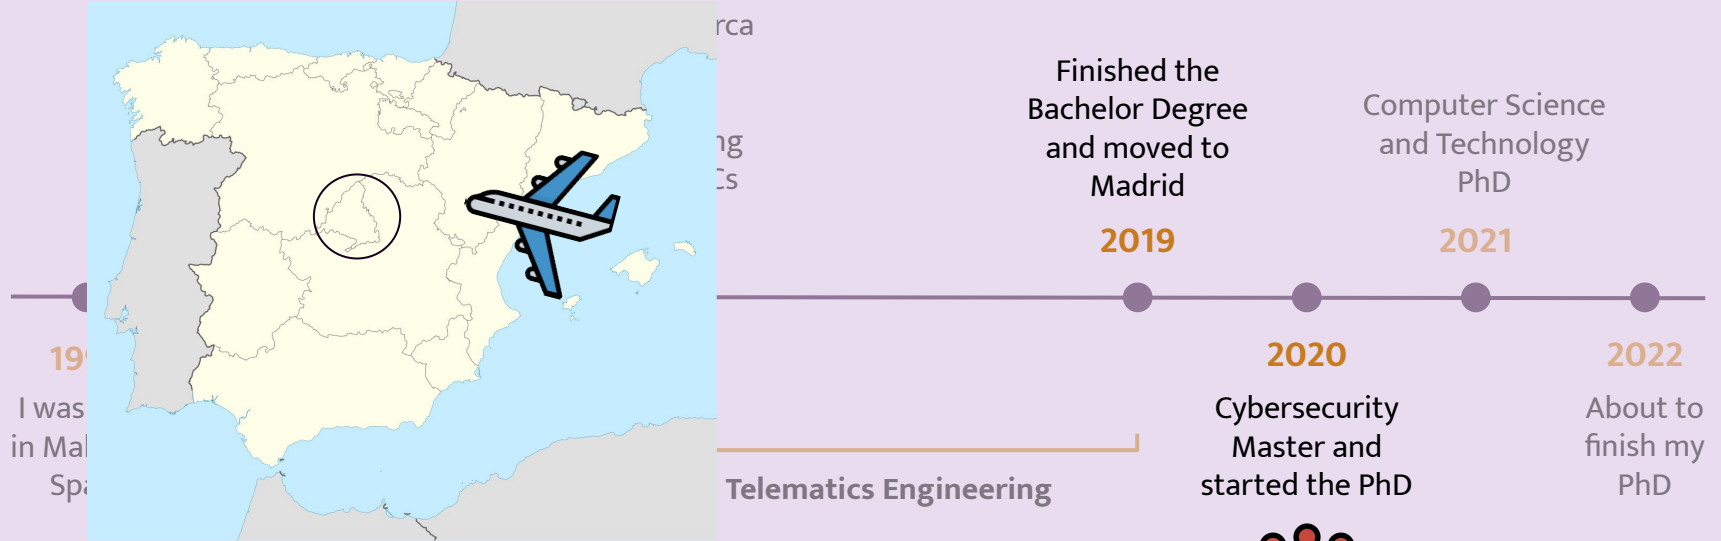 Finished the
Bachelor Degree
and moved to
Madrid
2019
Computer Science
and Technology
PhD
2021
I was
in
2020
Cybersecurity
Master and
started the PhD
2022
About to
finish my
PhD
Telematics Engineering